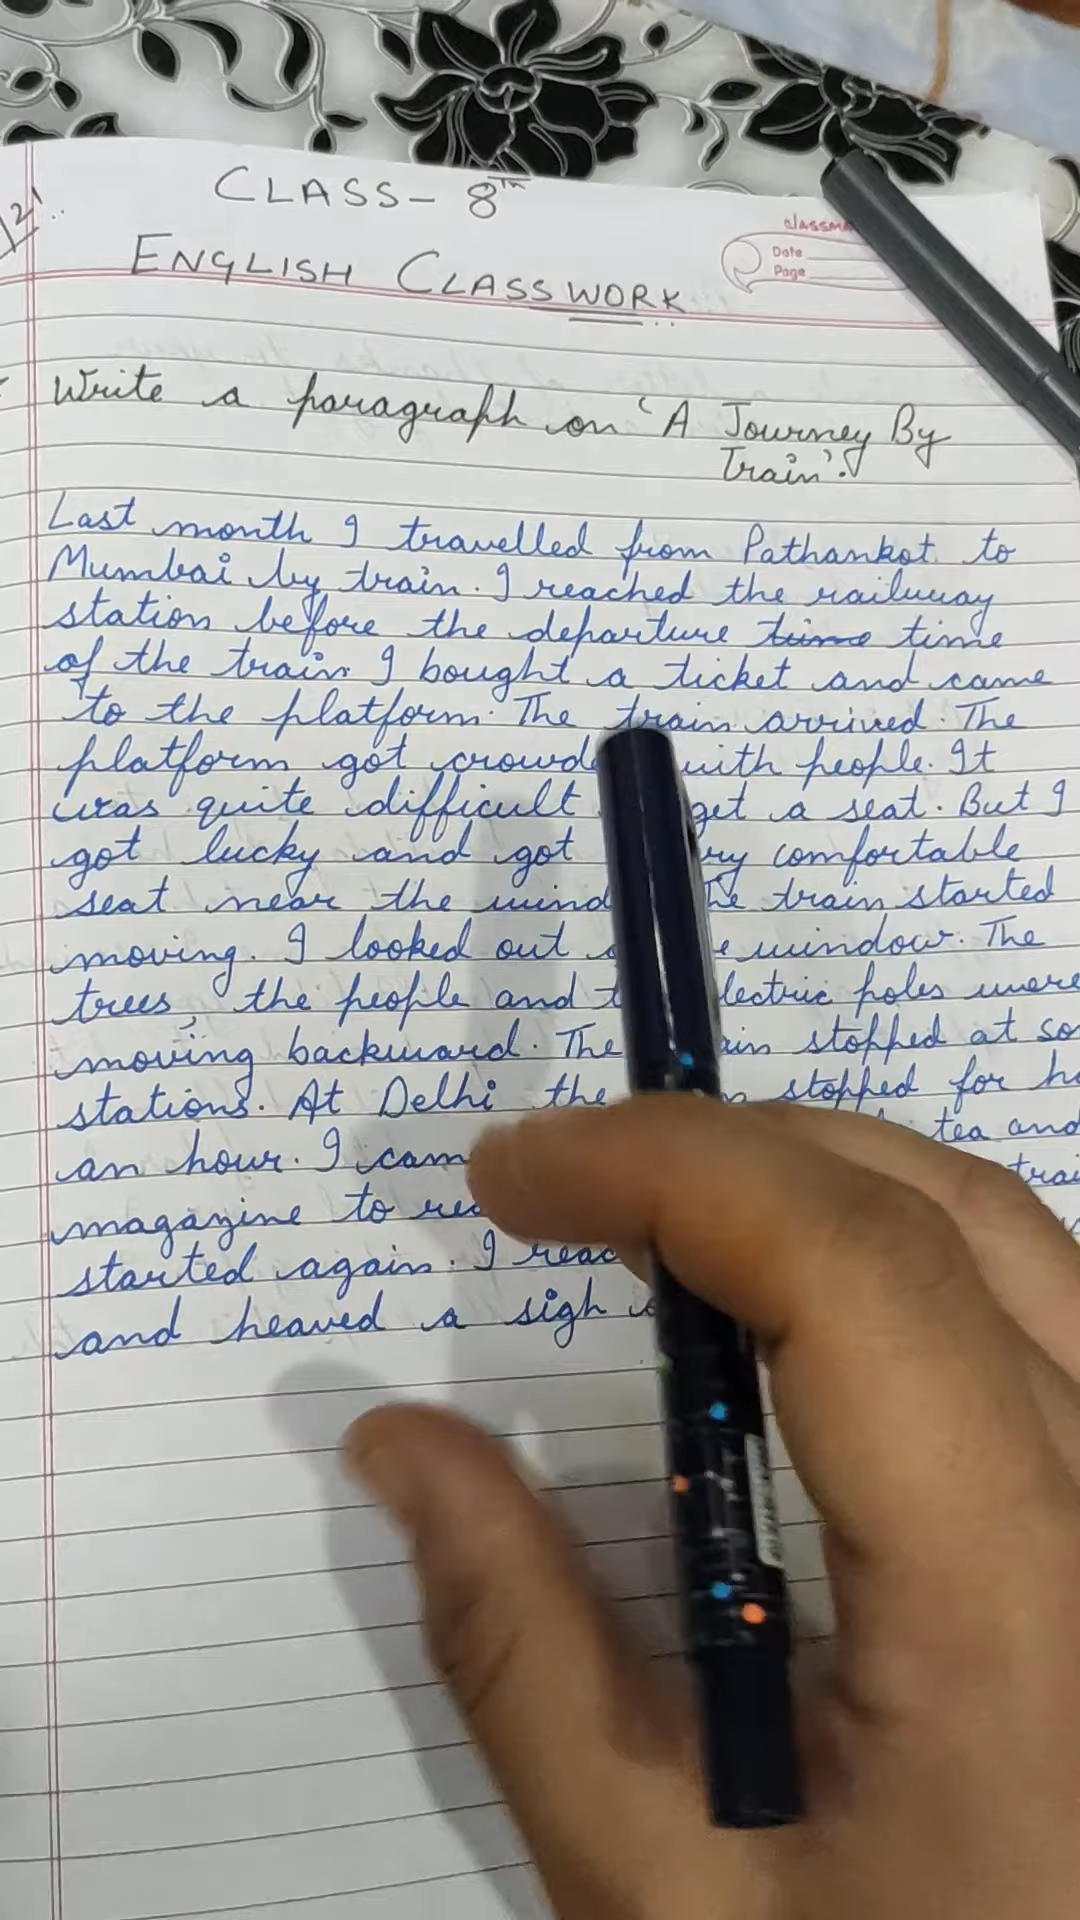 CLASS- 8TH
ENGLISH CLASSWORK
Date
Page
Write a paragraph on 'A Journey By
Train'.
Last month I travelled from Pathankot to
Mumbai by train. I reached the railway
station before the departure time time
of the train I bought a ticket and came
to the platform. The train arrived. The
platform got with people. It
was quite difficult get a seat. But I
got lucky and got comfortable
seat near the train started
moving. I looked out window. The
trees, the people and poles were
moving backward. The stopped at
stations. At Delhi the stopped for
an hour. I tea and
magazine to
started again. I
and heaved a sigh